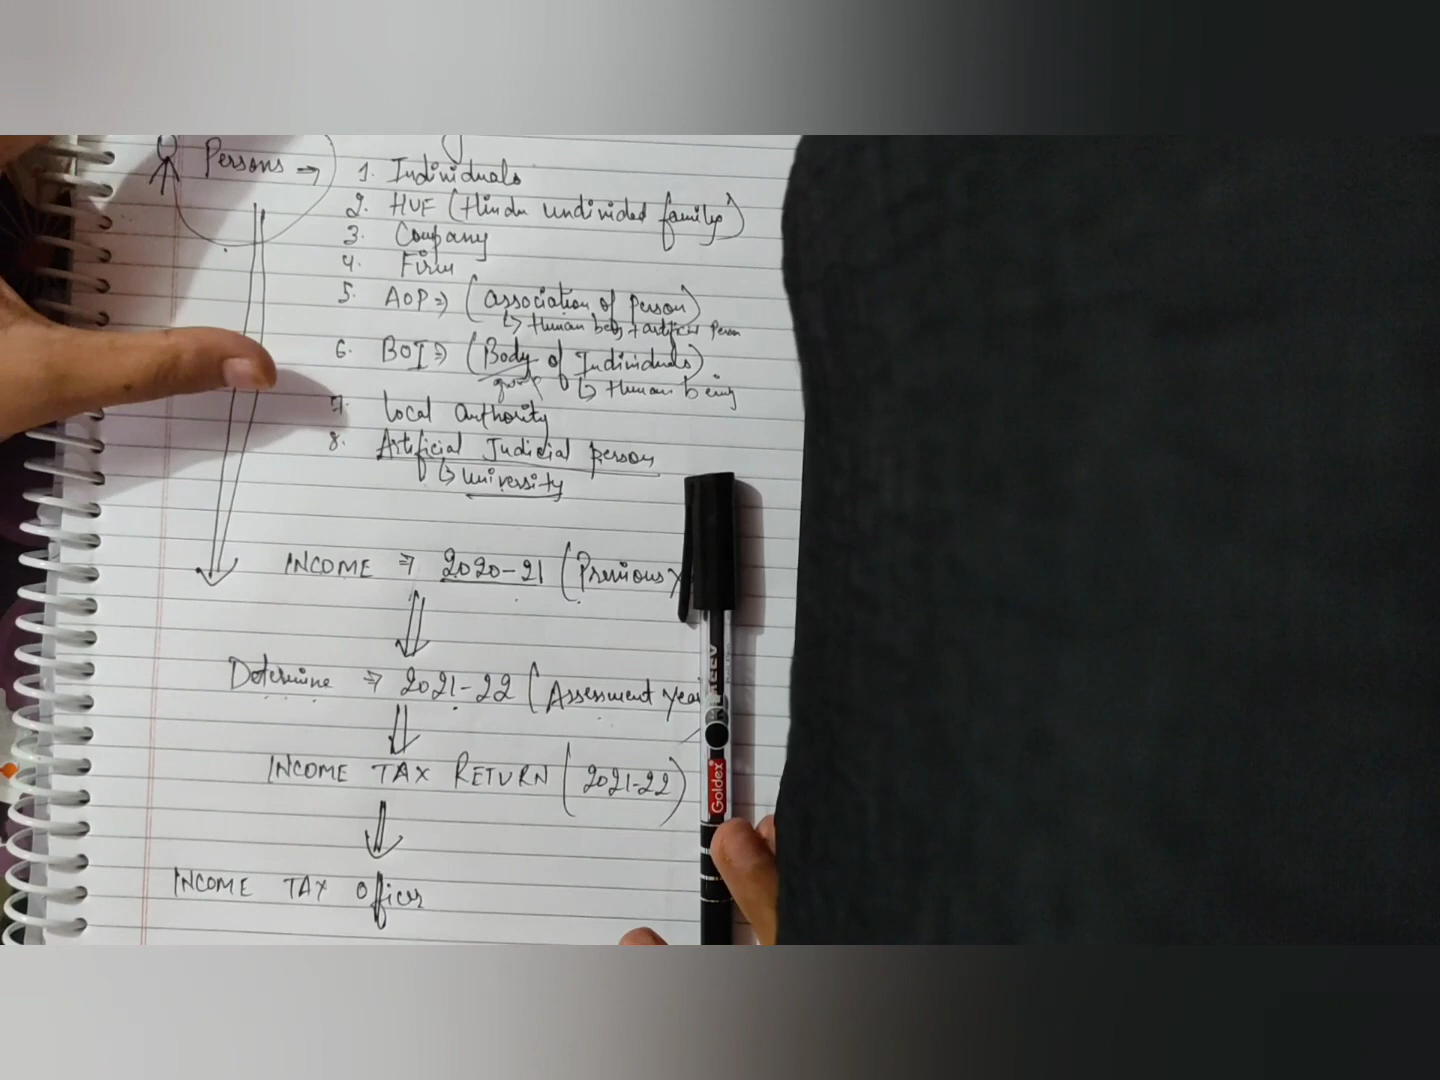 Persons →
1. Individuals
2. HUF (Hindu undivided family)
3. Company
4. Firm
5. AOP ⇒ (association of person)
↳ Human being + artificial Person
6. BOI ⇒ (Body of Individuals)
group ↳ Human being
7. Local authority
8. Artificial Judicial person
↳ University
INCOME ⇒ 2020-21 (Previous Y
Determine ⇒ 2021-22 (Assessment year
INCOME TAX RETURN (2021-22)
INCOME TAX Officer
Goldex